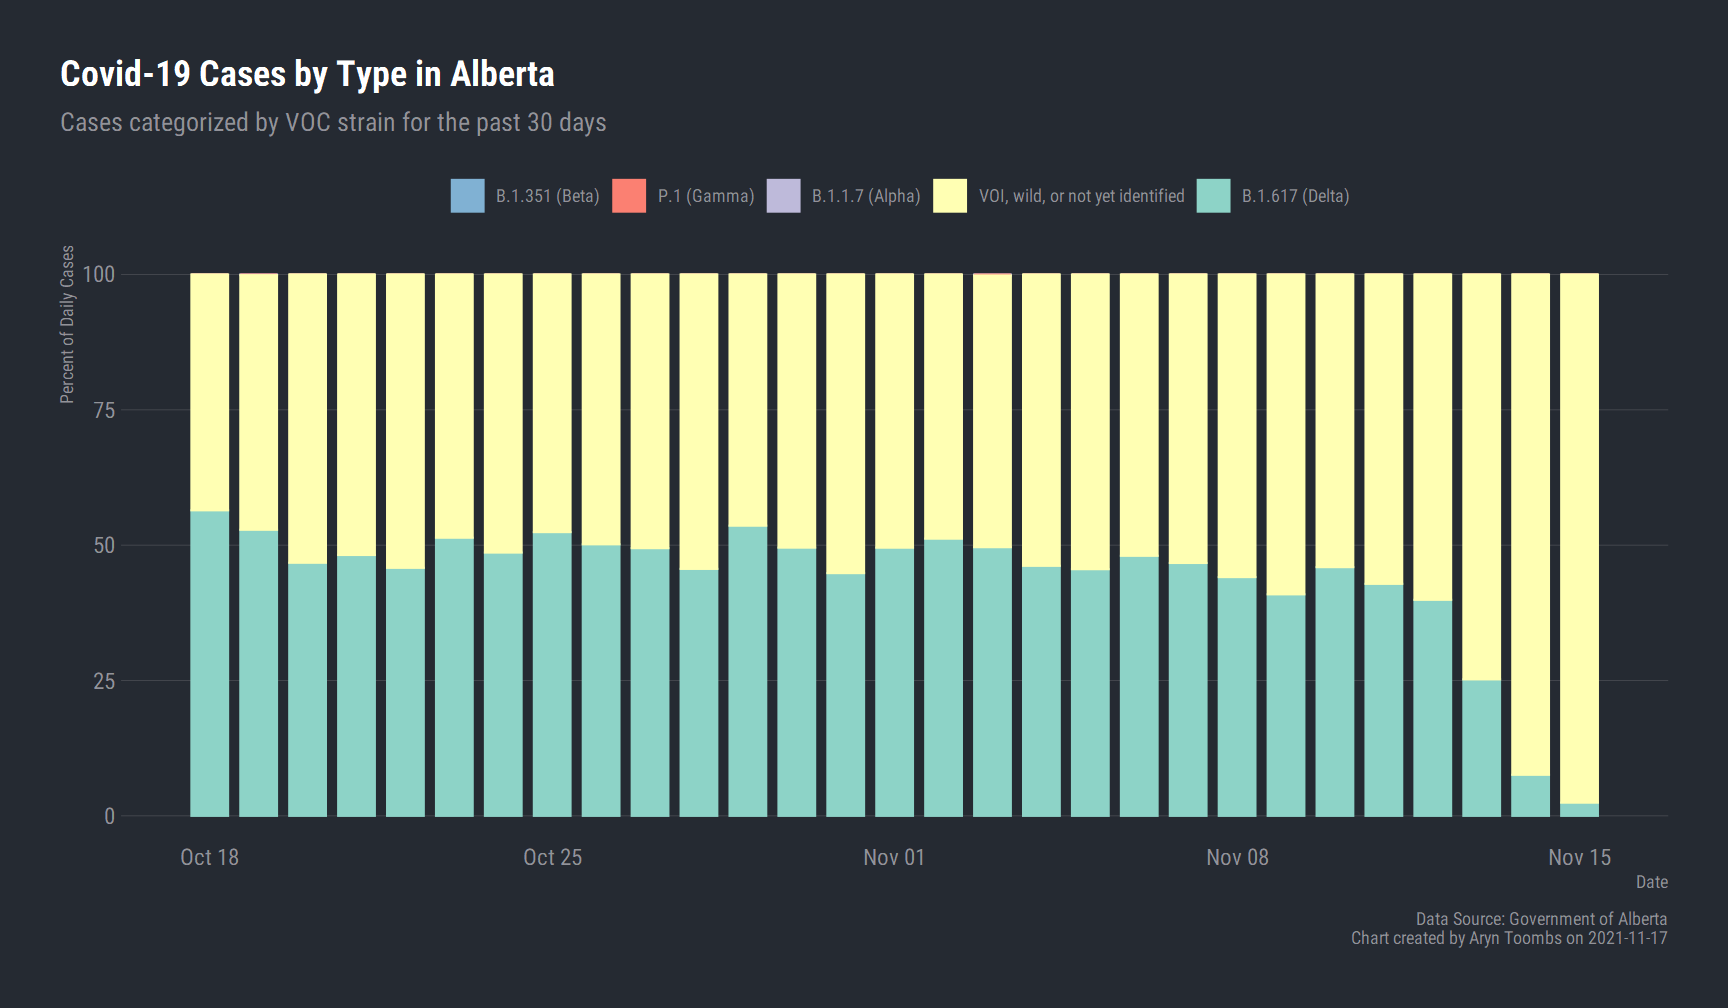 Covid-19 Cases by Type in Alberta
Cases categorized by VOC strain for the past 30 days
B.1.351 (Beta) P.1 (Gamma) B.1.1.7 (Alpha) VOI, wild, or not yet identified B.1.617 (Delta)
Percent of Daily Cases
100
75
50
25
0
Oct 18 Oct 25 Nov 01 Nov 08 Nov 15
Date
Data Source: Government of Alberta
Chart created by Aryn Toombs on 2021-11-17